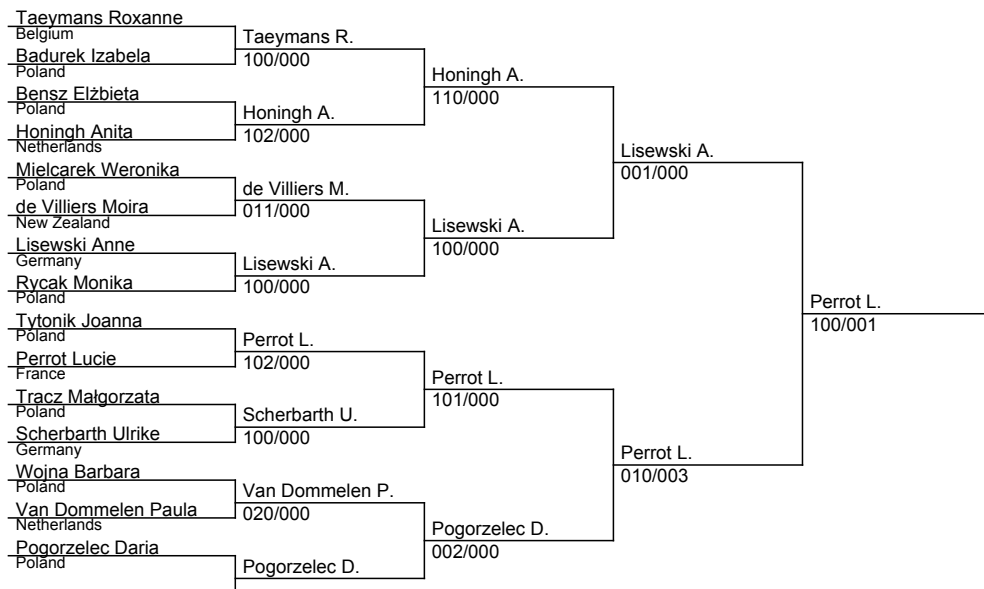 Taeymans Roxanne
Belgium
Badurek Izabela
Poland
Bensz Elżbieta
Poland
Honingh Anita
Netherlands
Mielcarek Weronika
Poland
de Villiers Moira
New Zealand
Lisewski Anne
Germany
Rycak Monika
Poland
Tytonik Joanna
Poland
Perrot Lucie
France
Tracz Małgorzata
Poland
Scherbarth Ulrike
Germany
Wojna Barbara
Poland
Van Dommelen Paula
Netherlands
Pogorzelec Daria
Poland
Taeymans R.
100/000
Honingh A.
102/000
de Villiers M.
011/000
Lisewski A.
100/000
Perrot L.
102/000
Scherbarth U.
100/000
Van Dommelen P.
020/000
Pogorzelec D.
Honingh A.
110/000
Lisewski A.
100/000
Perrot L.
101/000
Pogorzelec D.
002/000
Lisewski A.
001/000
Perrot L.
010/003
Perrot L.
100/001